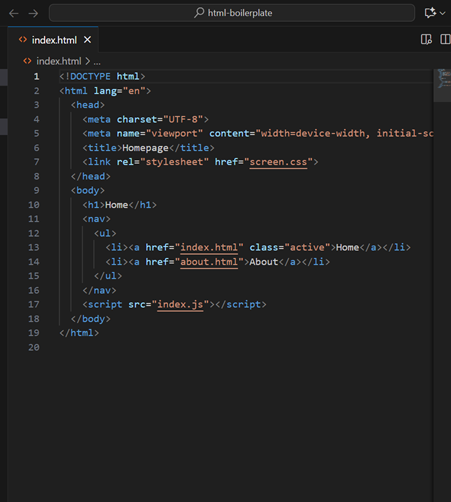 html-boilerplate
index.html
index.html > ...
1 <!DOCTYPE html>
2 <html lang="en">
3 <head>
4 <meta charset="UTF-8">
5 <meta name="viewport" content="width=device-width, initial-sc
6 <title>Homepage</title>
7 <link rel="stylesheet" href="screen.css">
8 </head>
9 <body>
10 <h1>Home</h1>
11 <nav>
12 <ul>
13 <li><a href="index.html" class="active">Home</a></li>
14 <li><a href="about.html">About</a></li>
15 </ul>
16 </nav>
17 <script src="index.js"></script>
18 </body>
19 </html>
20